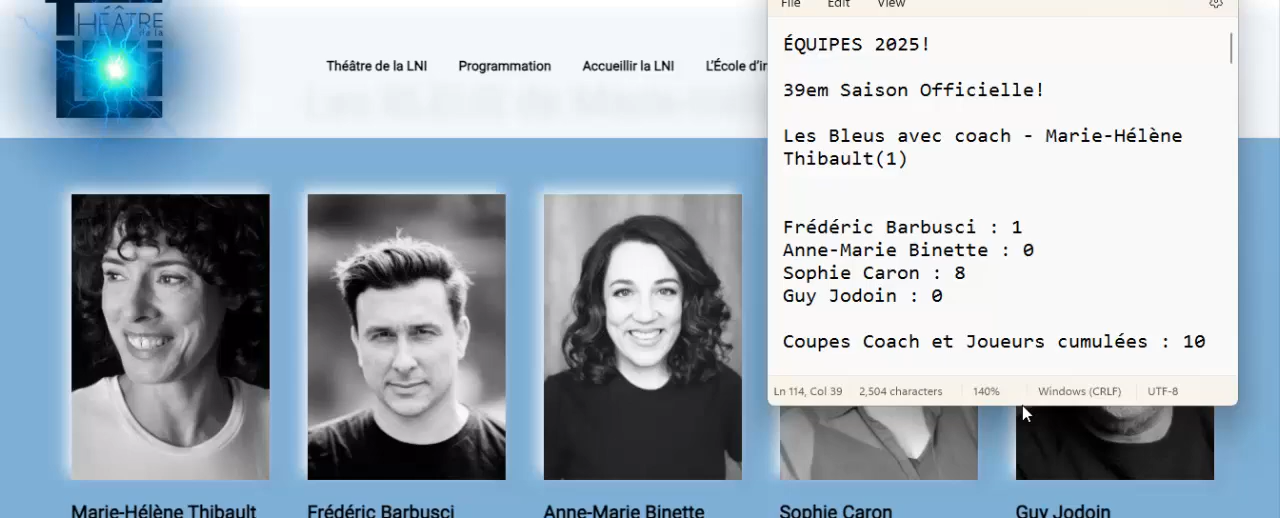 THÉÂTRE
de la
Théâtre de la LNI
Programmation
Accueillir la LNI
L'École d'i
File
Edit
View
ÉQUIPES 2025!
39em Saison Officielle!
Les Bleus avec coach - Marie-Hélène
Thibault(1)
Frédéric Barbusci : 1
Anne-Marie Binette : 0
Sophie Caron : 8
Guy Jodoin : 0
Coupes Coach et Joueurs cumulées : 10
Ln 114, Col 39
2,504 characters
140%
Windows (CRLF)
UTF-8
Marie-Hélène Thibault
Frédéric Barbusci
Anne-Marie Binette
Sophie Caron
Guy Jodoin